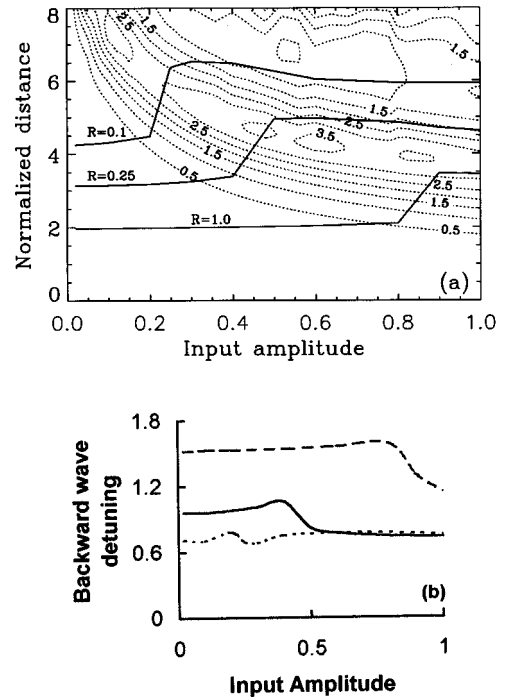 8
6
4
2
0
Normalized distance
2.5
1.5
1.5
1.5
2.5
3.5
2.5
1.5
0.5
2.5
1.5
0.5
R=0.1
R=0.25
R=1.0
(a)
0.0 0.2 0.4 0.6 0.8 1.0
Input amplitude
1.8
1.2
0.6
0
Backward wave
detuning
(b)
0 0.5 1
Input Amplitude